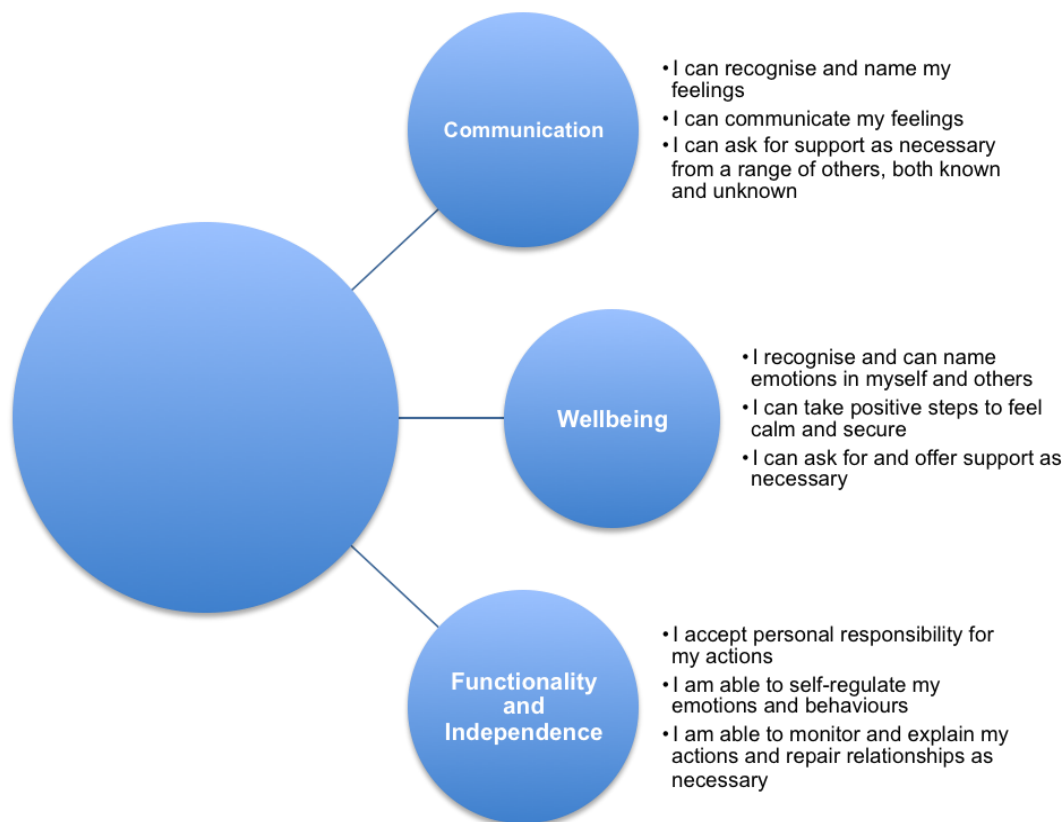 Communication
• I can recognise and name my
feelings
• I can communicate my feelings
• I can ask for support as necessary
from a range of others, both known
and unknown
Wellbeing
• I recognise and can name
emotions in myself and others
• I can take positive steps to feel
calm and secure
• I can ask for and offer support as
necessary
Functionality
and
Independence
• I accept personal responsibility for
my actions
• I am able to self-regulate my
emotions and behaviours
• I am able to monitor and explain my
actions and repair relationships as
necessary